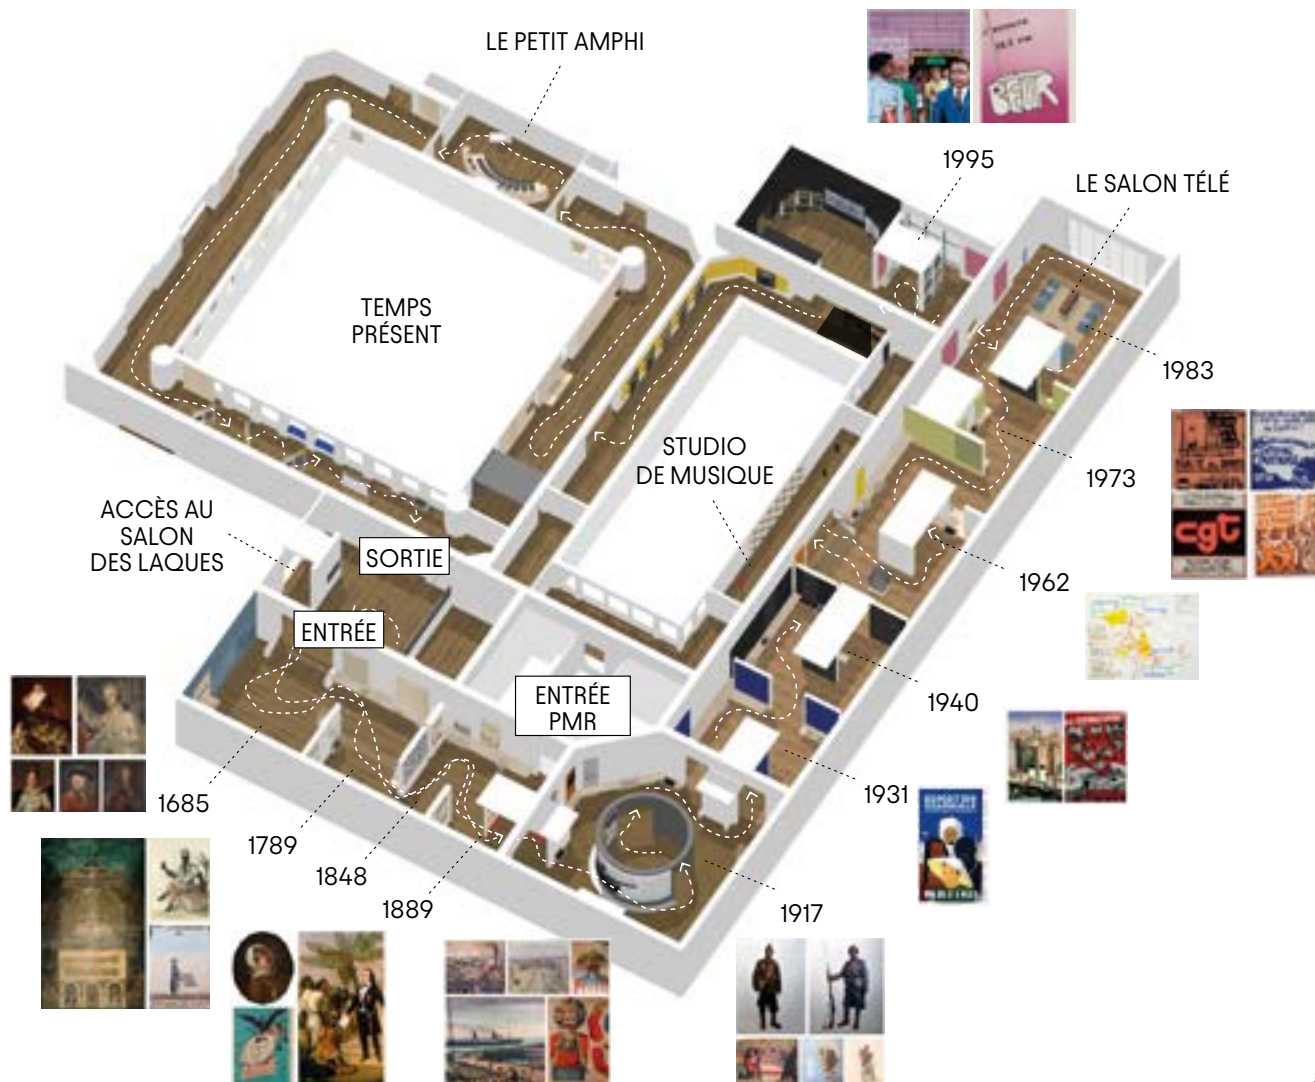 LE PETIT AMPHI
1995
LE SALON TÉLÉ
TEMPS
PRÉSENT
1983
STUDIO
DE MUSIQUE
1973
cgt
ACCÈS AU
SALON
DES LAQUES
SORTIE
1962
ENTRÉE
ENTRÉE
PMR
1940
1685
1931
1789
1848
1889
1917